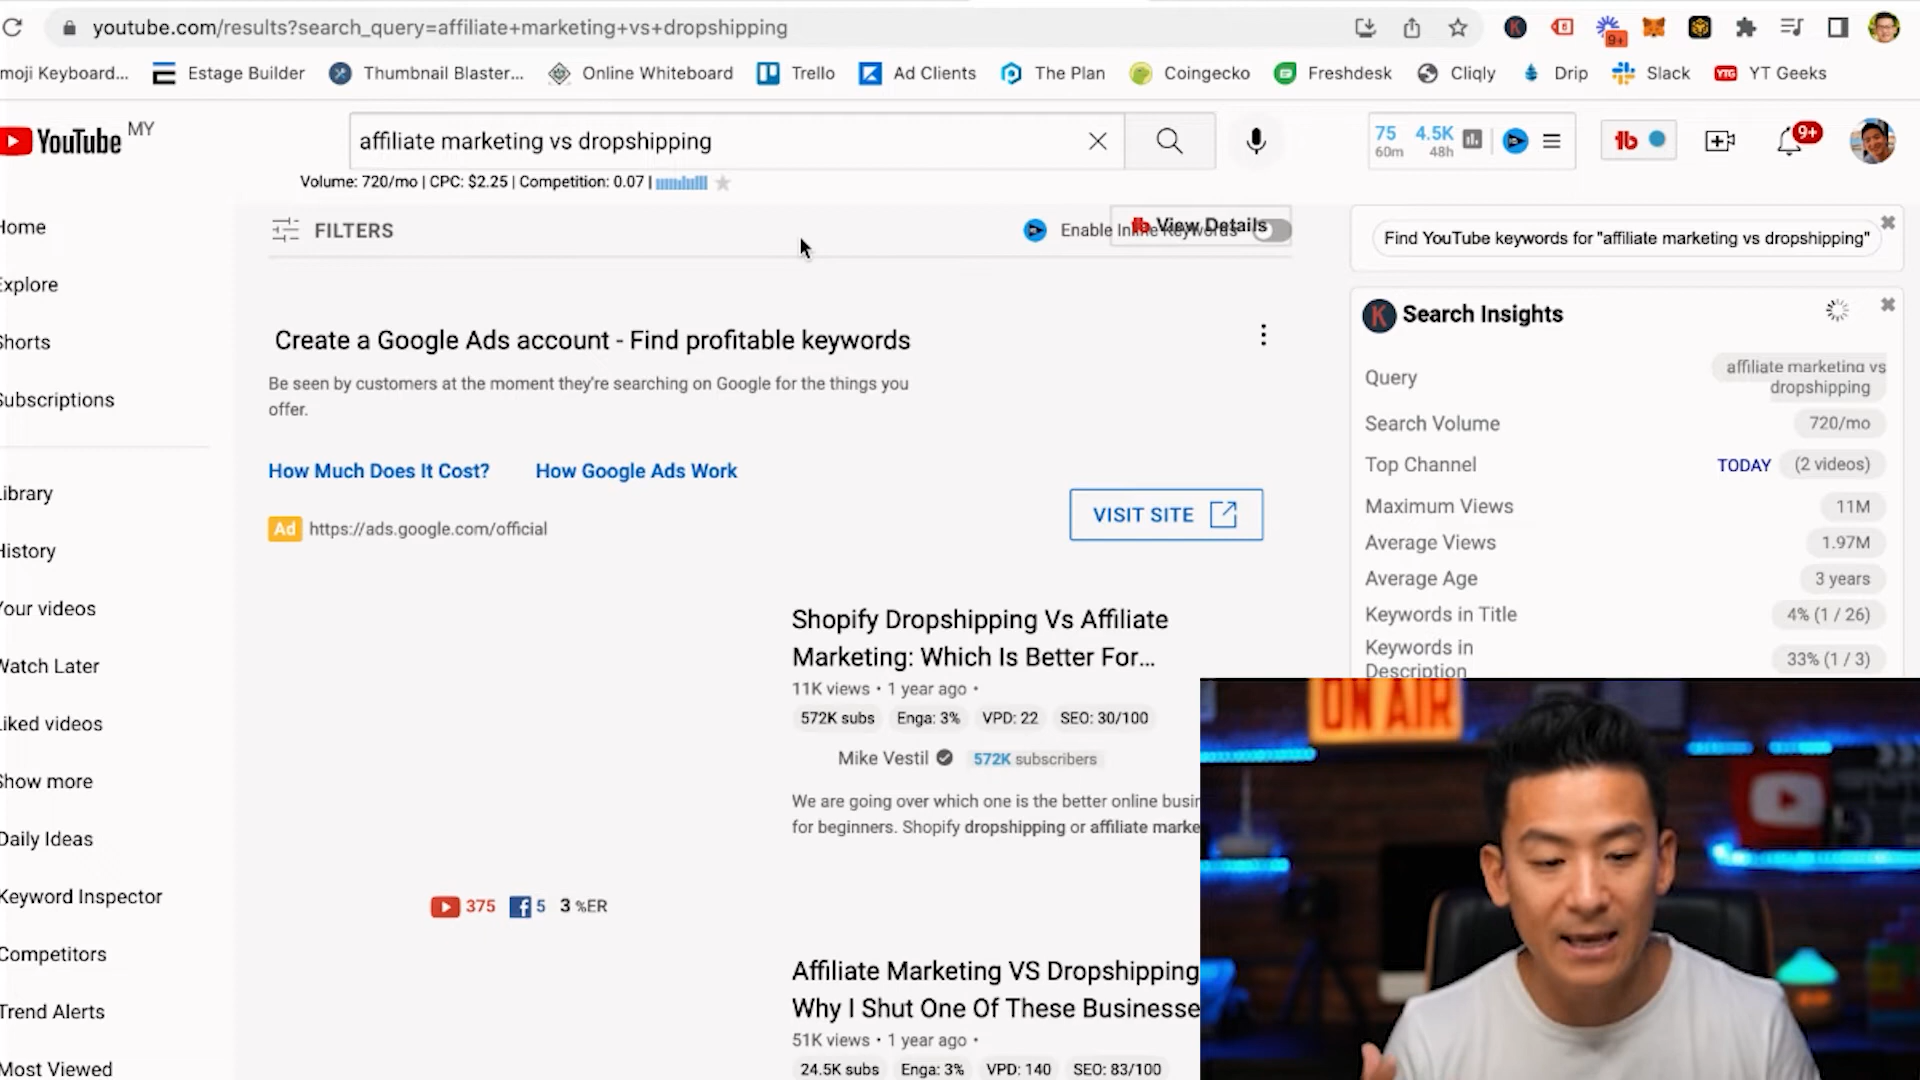 youtube.com/results?search_query=affiliate+marketing+vs+dropshipping
9+
moji Keyboard... Estage Builder Thumbnail Blaster... Online Whiteboard Trello Ad Clients The Plan Coingecko Freshdesk Cliqly Drip Slack YTG YT Geeks
YouTube MY
affiliate marketing vs dropshipping
75 60m 4.5K 48h
tb
9+
Volume: 720/mo | CPC: $2.25 | Competition: 0.07 |
Home
Explore
Shorts
Subscriptions
Library
History
Your videos
Watch Later
Liked videos
Show more
Daily Ideas
Keyword Inspector
Competitors
Trend Alerts
Most Viewed
FILTERS
Enable Inline Keywords
tb View Details
Create a Google Ads account - Find profitable keywords
Be seen by customers at the moment they're searching on Google for the things you
offer.
How Much Does It Cost? How Google Ads Work
VISIT SITE
Ad https://ads.google.com/official
Shopify Dropshipping Vs Affiliate
Marketing: Which Is Better For...
11K views • 1 year ago •
572K subs Enga: 3% VPD: 22 SEO: 30/100
Mike Vestil 572K subscribers
We are going over which one is the better online busin
for beginners. Shopify dropshipping or affiliate marke
375 5 3 %ER
Affiliate Marketing VS Dropshipping
Why I Shut One Of These Businesse
51K views • 1 year ago •
24.5K subs Enga: 3% VPD: 140 SEO: 83/100
Find YouTube keywords for "affiliate marketing vs dropshipping"
K Search Insights
Query affiliate marketing vs
dropshipping
Search Volume 720/mo
Top Channel TODAY (2 videos)
Maximum Views 11M
Average Views 1.97M
Average Age 3 years
Keywords in Title 4% (1 / 26)
Keywords in
Description 33% (1 / 3)
ON AIR